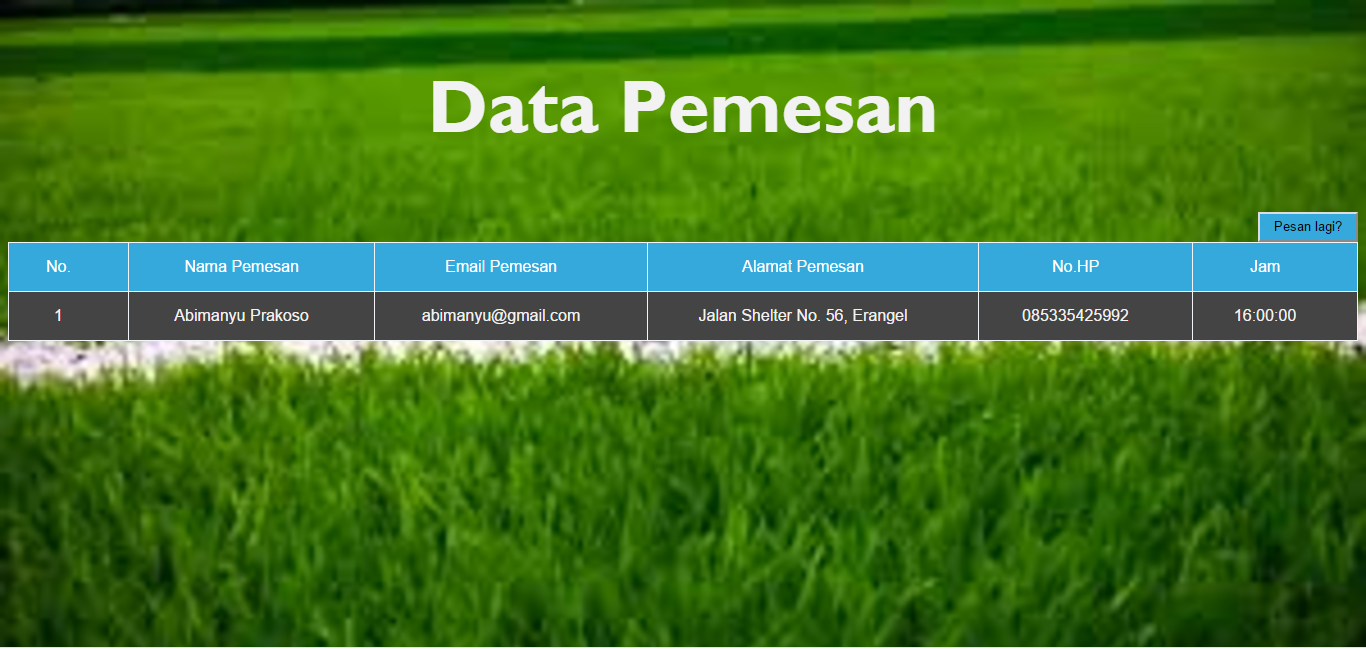 Data Pemesan
Pesan lagi?
No. Nama Pemesan Email Pemesan Alamat Pemesan No.HP Jam
1 Abimanyu Prakoso abimanyu@gmail.com Jalan Shelter No. 56, Erangel 085335425992 16:00:00